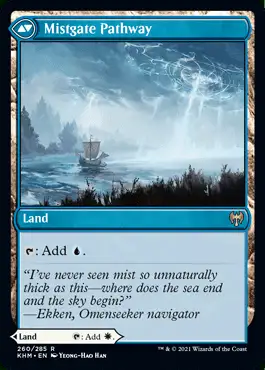 Mistgate Pathway
Land
: Add .
“I’ve never seen mist so unnaturally
thick as this—where does the sea end
and the sky begin?”
—Ekken, Omenseeker navigator
Land : Add .
260/285 R
KHM • EN Yeong-Hao Han
™ & © 2021 Wizards of the Coast